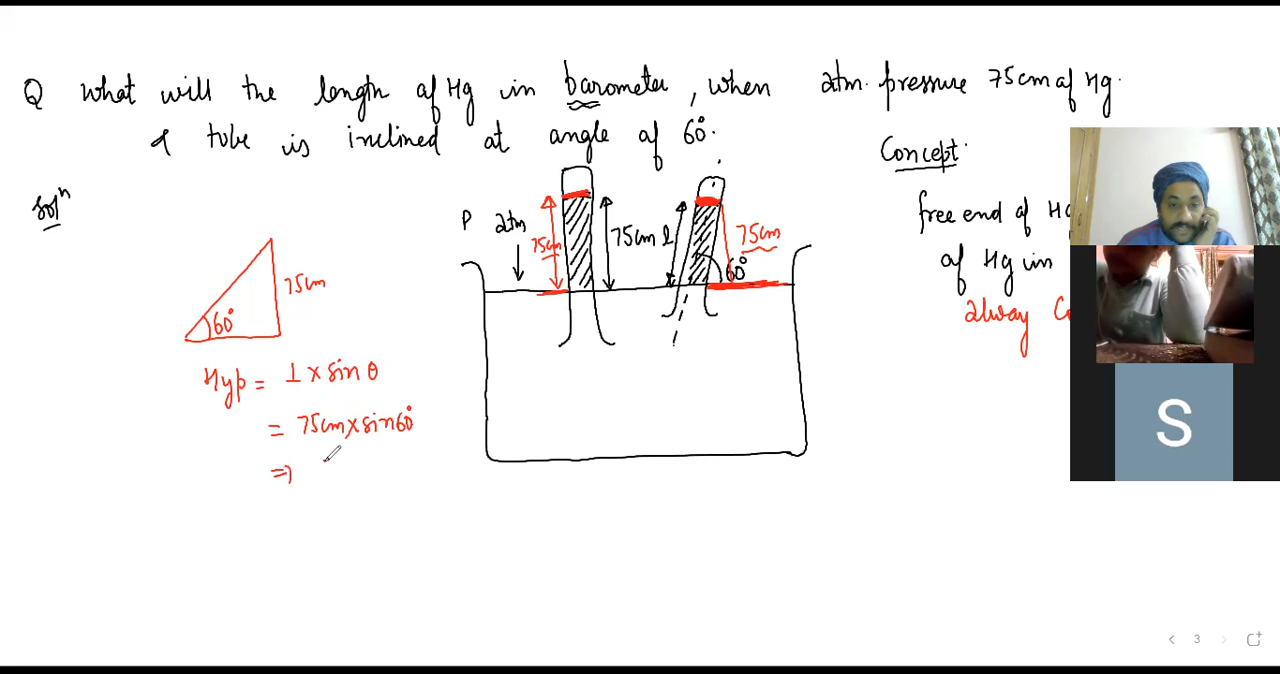 Q what will the length of Hg in barometer, when atm. pressure 75cm of Hg.
& tube is inclined at angle of 60°.
Concept.
Solⁿ
free end of
of Hg in
alway
P atm
75cm
75cm l
75cm
60°
75cm
60°
Hyp = ⊥ x sin θ
= 75cm x sin60°
⇒
S
3